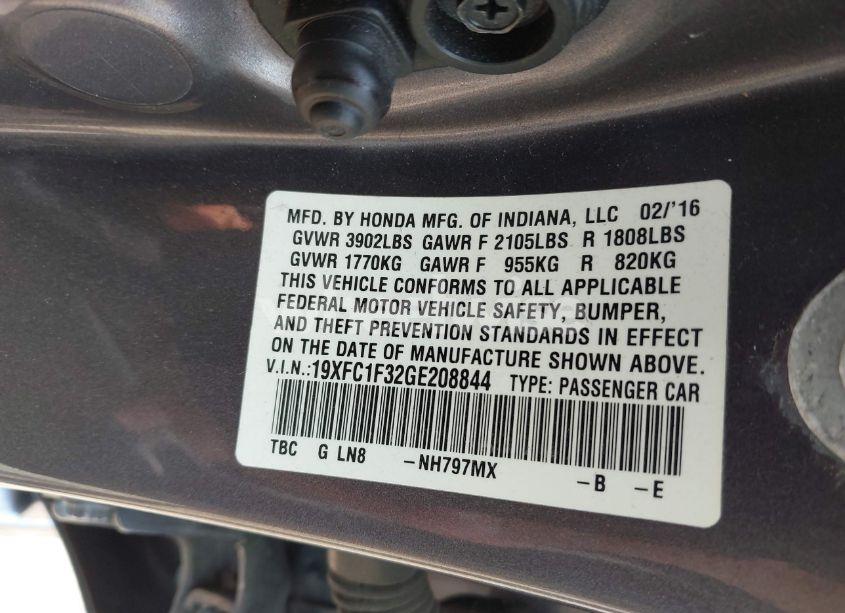 MFD. BY HONDA MFG. OF INDIANA, LLC 02/'16
GVWR 3902LBS GAWR F 2105LBS R 1808LBS
GVWR 1770KG GAWR F 955KG R 820KG
THIS VEHICLE CONFORMS TO ALL APPLICABLE
FEDERAL MOTOR VEHICLE SAFETY, BUMPER,
AND THEFT PREVENTION STANDARDS IN EFFECT
ON THE DATE OF MANUFACTURE SHOWN ABOVE.
V.I.N.:19XFC1F32GE208844 TYPE: PASSENGER CAR
TBC G LN8 -NH797MX -B -E